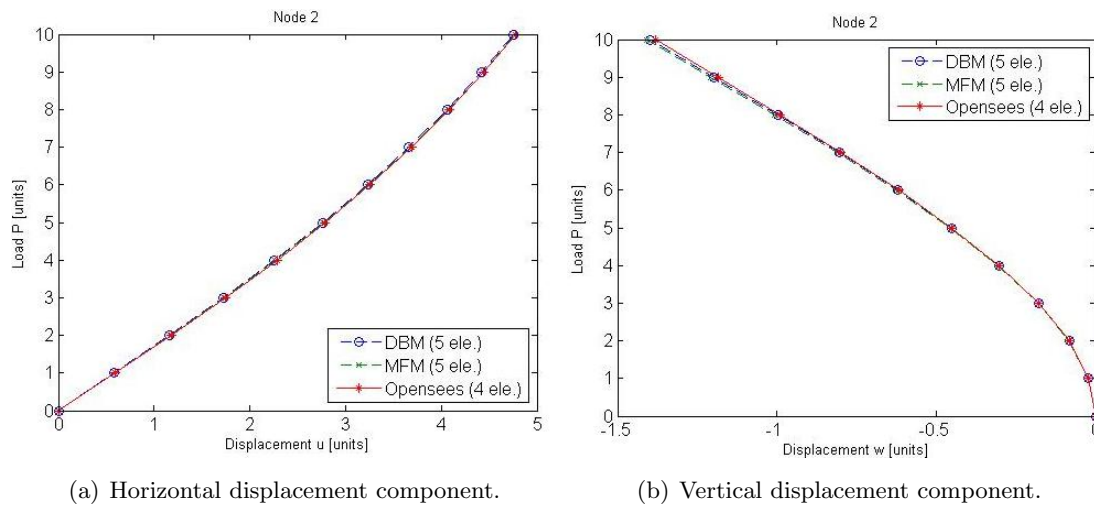 Node 2
10
9
8
7
6
5
4
3
2
1
0
Load P [units]
DBM (5 ele.)
MFM (5 ele.)
Opensees (4 ele.)
0 1 2 3 4 5
Displacement u [units]
(a) Horizontal displacement component.
Node 2
10
9
8
7
6
5
4
3
2
1
0
Load P [units]
DBM (5 ele.)
MFM (5 ele.)
Opensees (4 ele.)
-1.5 -1 -0.5 0
Displacement w [units]
(b) Vertical displacement component.